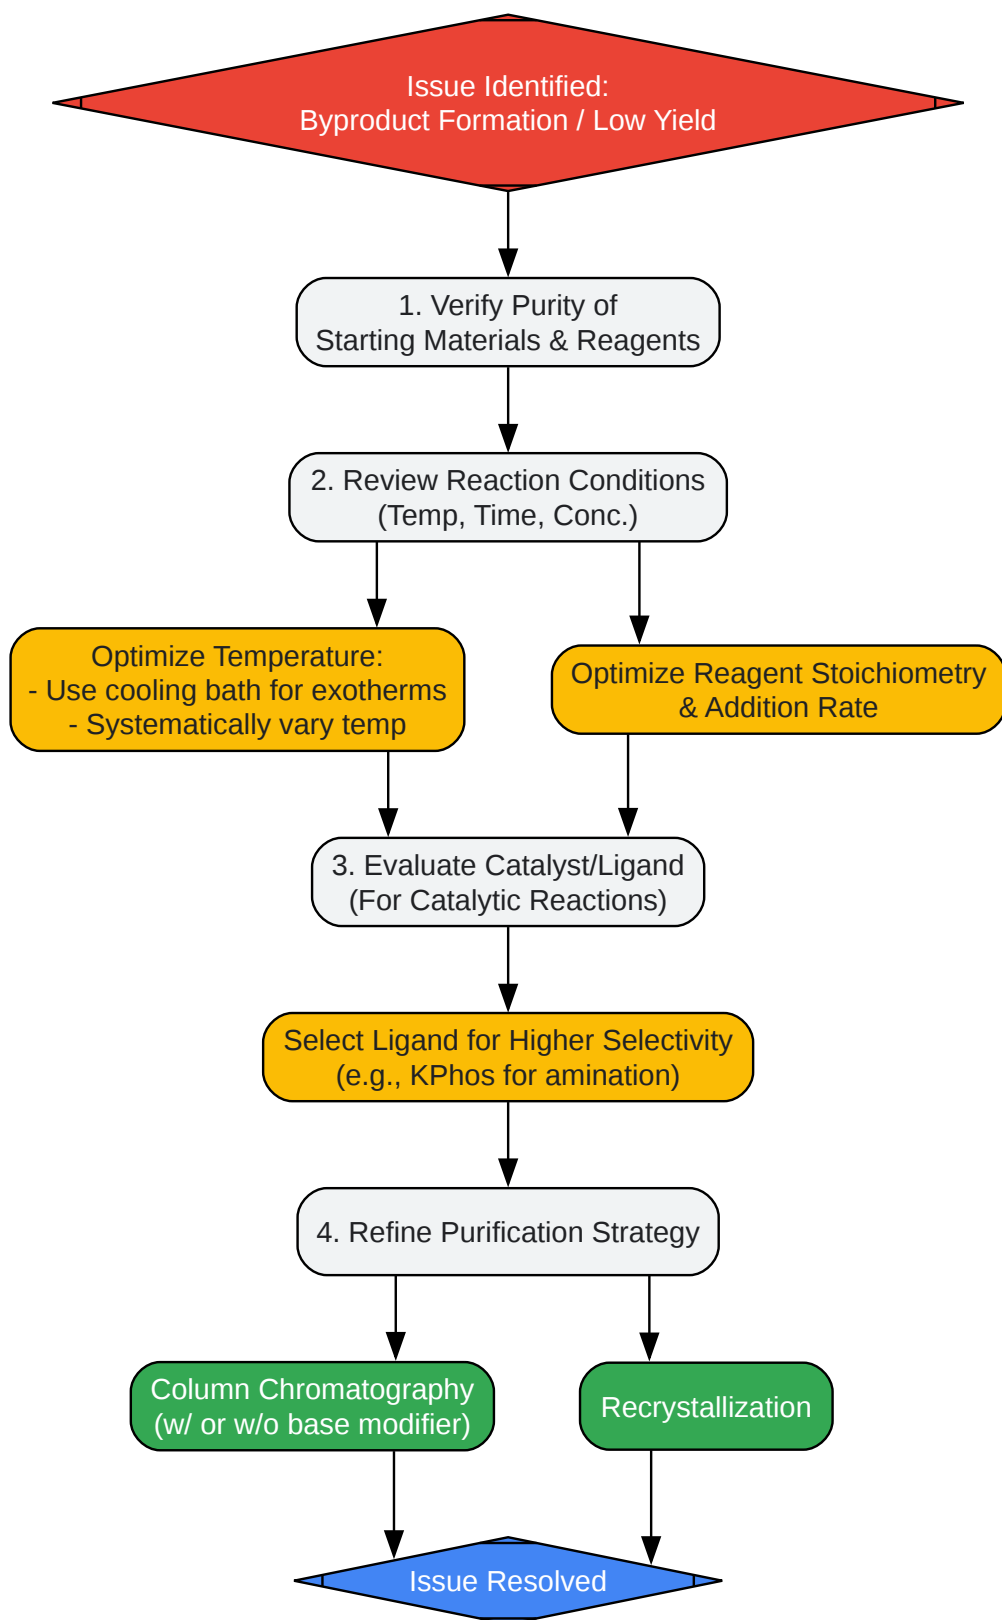 Issue Identified:
Byproduct Formation / Low Yield
1. Verify Purity of
Starting Materials & Reagents
2. Review Reaction Conditions
(Temp, Time, Conc.)
Optimize Temperature:
- Use cooling bath for exotherms
- Systematically vary temp
Optimize Reagent Stoichiometry
& Addition Rate
3. Evaluate Catalyst/Ligand
(For Catalytic Reactions)
Select Ligand for Higher Selectivity
(e.g., KPhos for amination)
4. Refine Purification Strategy
Column Chromatography
(w/ or w/o base modifier)
Recrystallization
Issue Resolved